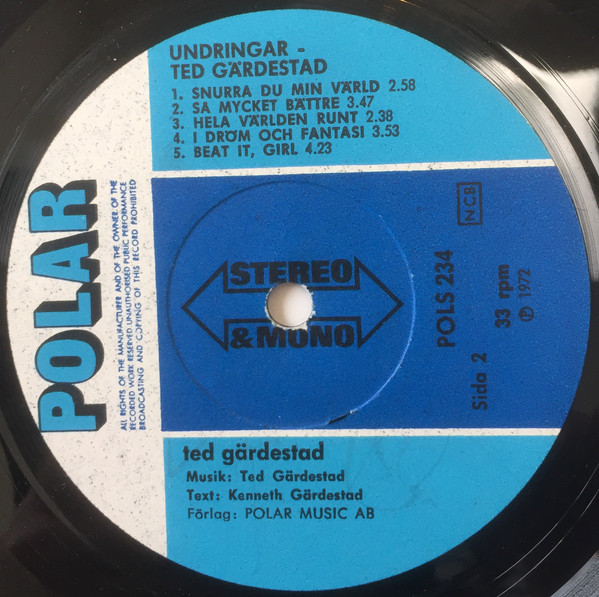 UNDRINGAR -
TED GÄRDESTAD
1. SNURRA DU MIN VÄRLD 2.58
2. SA MYCKET BÄTTRE 3.47
3. HELA VÄRLDEN RUNT 2.38
4. I DRÖM OCH FANTASI 3.53
5. BEAT IT, GIRL 4.23
POLAR
ALL RIGHTS OF THE MANUFACTURER AND OF THE OWNER OF THE
RECORDED WORK RESERVED UNAUTHORISED PUBLIC PERFORMANCE
BROADCASTING AND COPYING OF THIS RECORD PROHIBITED
STEREO
& MONO
NCB
POLS 234
Sida 2 33 rpm
℗ 1972
ted gärdestad
Musik: Ted Gärdestad
Text: Kenneth Gärdestad
Förlag: POLAR MUSIC AB